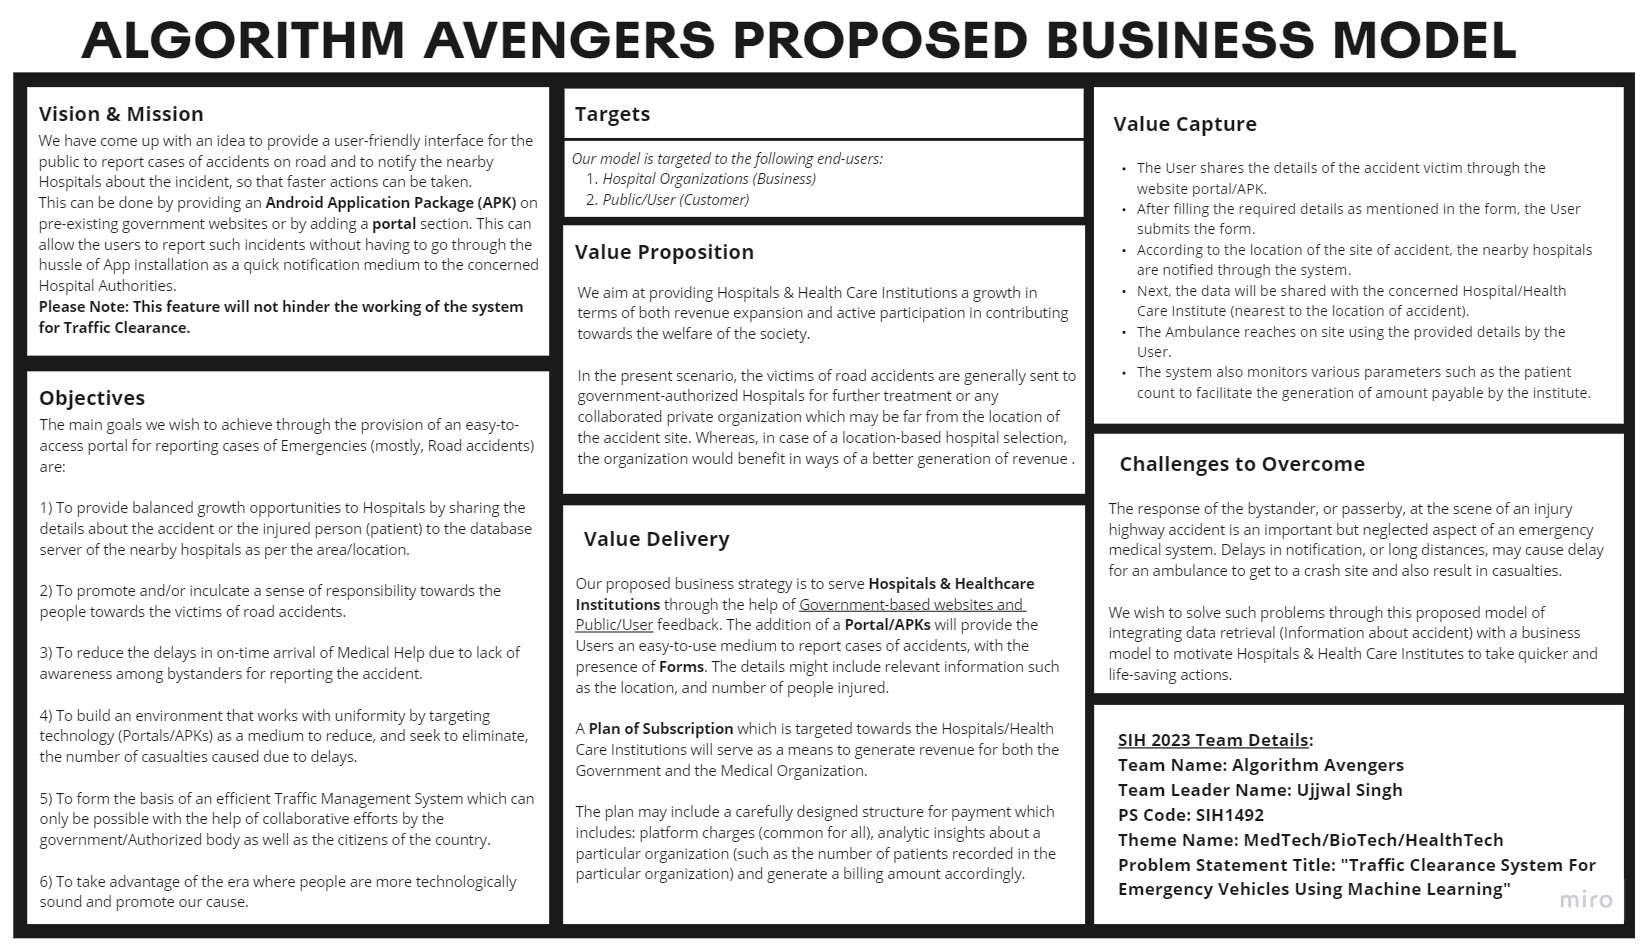 ALGORITHM AVENGERS PROPOSED BUSINESS MODEL
Vision & Mission
We have come up with an idea to provide a user-friendly interface for the
public to report cases of accidents on road and to notify the nearby
Hospitals about the incident, so that faster actions can be taken.
This can be done by providing an Android Application Package (APK) on
pre-existing government websites or by adding a portal section. This can
allow the users to report such incidents without having to go through the
hussle of App installation as a quick notification medium to the concerned
Hospital Authorities.
Please Note: This feature will not hinder the working of the system
for Traffic Clearance.
Objectives
The main goals we wish to achieve through the provision of an easy-to-
access portal for reporting cases of Emergencies (mostly, Road accidents)
are:
1) To provide balanced growth opportunities to Hospitals by sharing the
details about the accident or the injured person (patient) to the database
server of the nearby hospitals as per the area/location.
2) To promote and/or inculcate a sense of responsibility towards the
people towards the victims of road accidents.
3) To reduce the delays in on-time arrival of Medical Help due to lack of
awareness among bystanders for reporting the accident.
4) To build an environment that works with uniformity by targeting
technology (Portals/APKs) as a medium to reduce, and seek to eliminate,
the number of casualties caused due to delays.
5) To form the basis of an efficient Traffic Management System which can
only be possible with the help of collaborative efforts by the
government/Authorized body as well as the citizens of the country.
6) To take advantage of the era where people are more technologically
sound and promote our cause.
Targets
Our model is targeted to the following end-users:
1. Hospital Organizations (Business)
2. Public/User (Customer)
Value Proposition
We aim at providing Hospitals & Health Care Institutions a growth in
terms of both revenue expansion and active participation in contributing
towards the welfare of the society.
In the present scenario, the victims of road accidents are generally sent to
government-authorized Hospitals for further treatment or any
collaborated private organization which may be far from the location of
the accident site. Whereas, in case of a location-based hospital selection,
the organization would benefit in ways of a better generation of revenue .
Value Delivery
Our proposed business strategy is to serve Hospitals & Healthcare
Institutions through the help of Government-based websites and
Public/User feedback. The addition of a Portal/APKs will provide the
Users an easy-to-use medium to report cases of accidents, with the
presence of Forms. The details might include relevant information such
as the location, and number of people injured.
A Plan of Subscription which is targeted towards the Hospitals/Health
Care Institutions will serve as a means to generate revenue for both the
Government and the Medical Organization.
The plan may include a carefully designed structure for payment which
includes: platform charges (common for all), analytic insights about a
particular organization (such as the number of patients recorded in the
particular organization) and generate a billing amount accordingly.
Value Capture
• The User shares the details of the accident victim through the
website portal/APK.
• After filling the required details as mentioned in the form, the User
submits the form.
• According to the location of the site of accident, the nearby hospitals
are notified through the system.
• Next, the data will be shared with the concerned Hospital/Health
Care Institute (nearest to the location of accident).
• The Ambulance reaches on site using the provided details by the
User.
• The system also monitors various parameters such as the patient
count to facilitate the generation of amount payable by the institute.
Challenges to Overcome
The response of the bystander, or passerby, at the scene of an injury
highway accident is an important but neglected aspect of an emergency
medical system. Delays in notification, or long distances, may cause delay
for an ambulance to get to a crash site and also result in casualties.
We wish to solve such problems through this proposed model of
integrating data retrieval (Information about accident) with a business
model to motivate Hospitals & Health Care Institutes to take quicker and
life-saving actions.
SIH 2023 Team Details:
Team Name: Algorithm Avengers
Team Leader Name: Ujjwal Singh
PS Code: SIH1492
Theme Name: MedTech/BioTech/HealthTech
Problem Statement Title: "Traffic Clearance System For
Emergency Vehicles Using Machine Learning"
miro